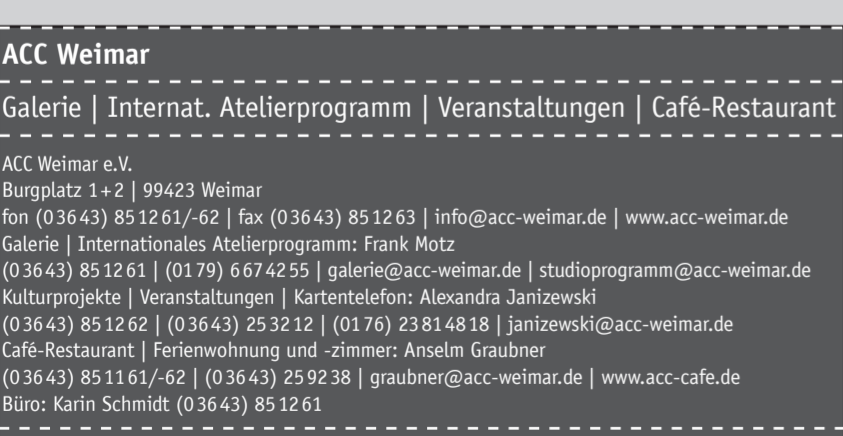 ACC Weimar
Galerie | Internat. Atelierprogramm | Veranstaltungen | Café-Restaurant
ACC Weimar e.V.
Burgplatz 1+2 | 99423 Weimar
fon (03643) 851261/-62 | fax (03643) 851263 | info@acc-weimar.de | www.acc-weimar.de
Galerie | Internationales Atelierprogramm: Frank Motz
(03643) 851261 | (0179) 6674255 | galerie@acc-weimar.de | studioprogramm@acc-weimar.de
Kulturprojekte | Veranstaltungen | Kartentelefon: Alexandra Janizewski
(03643) 851262 | (03643) 253212 | (0176) 23814818 | janizewski@acc-weimar.de
Café-Restaurant | Ferienwohnung und -zimmer: Anselm Graubner
(03643) 851161/-62 | (03643) 259238 | graubner@acc-weimar.de | www.acc-cafe.de
Büro: Karin Schmidt (03643) 851261